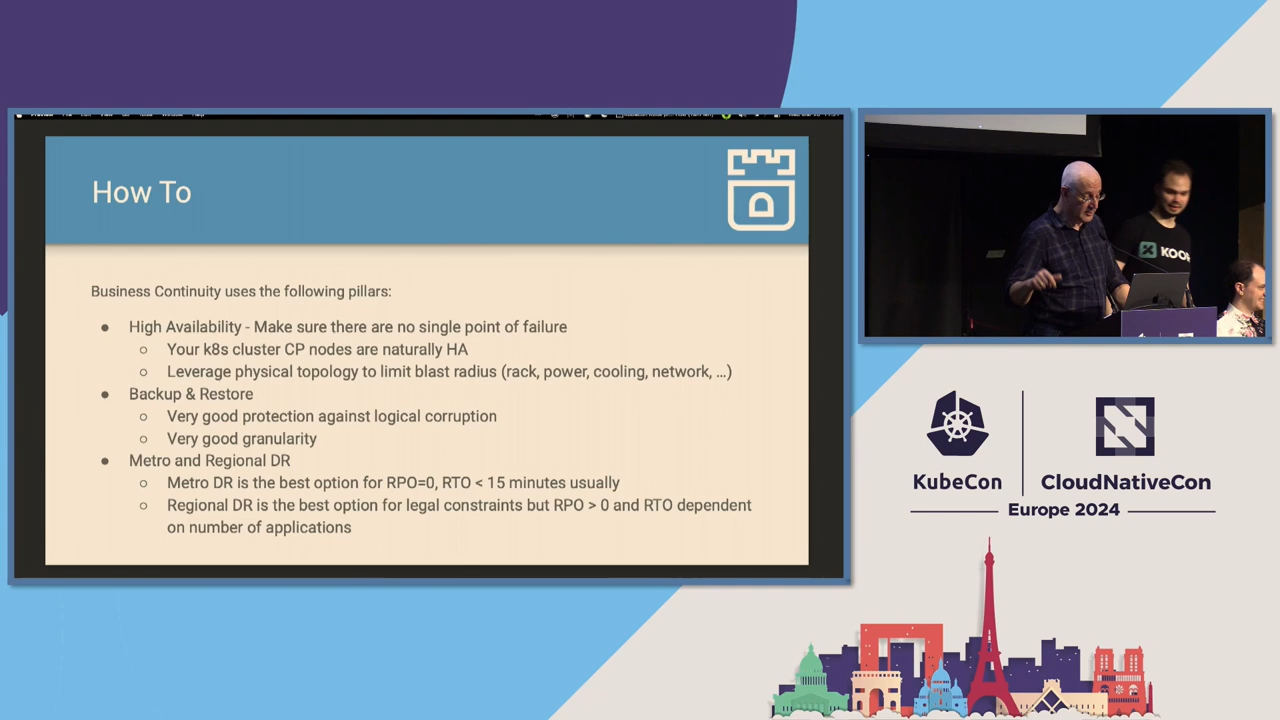 How To
D
Business Continuity uses the following pillars:
● High Availability - Make sure there are no single point of failure
○ Your k8s cluster CP nodes are naturally HA
○ Leverage physical topology to limit blast radius (rack, power, cooling, network, ...)
● Backup & Restore
○ Very good protection against logical corruption
○ Very good granularity
● Metro and Regional DR
○ Metro DR is the best option for RPO=0, RTO < 15 minutes usually
○ Regional DR is the best option for legal constraints but RPO > 0 and RTO dependent
on number of applications
KubeCon
CloudNativeCon
Europe 2024